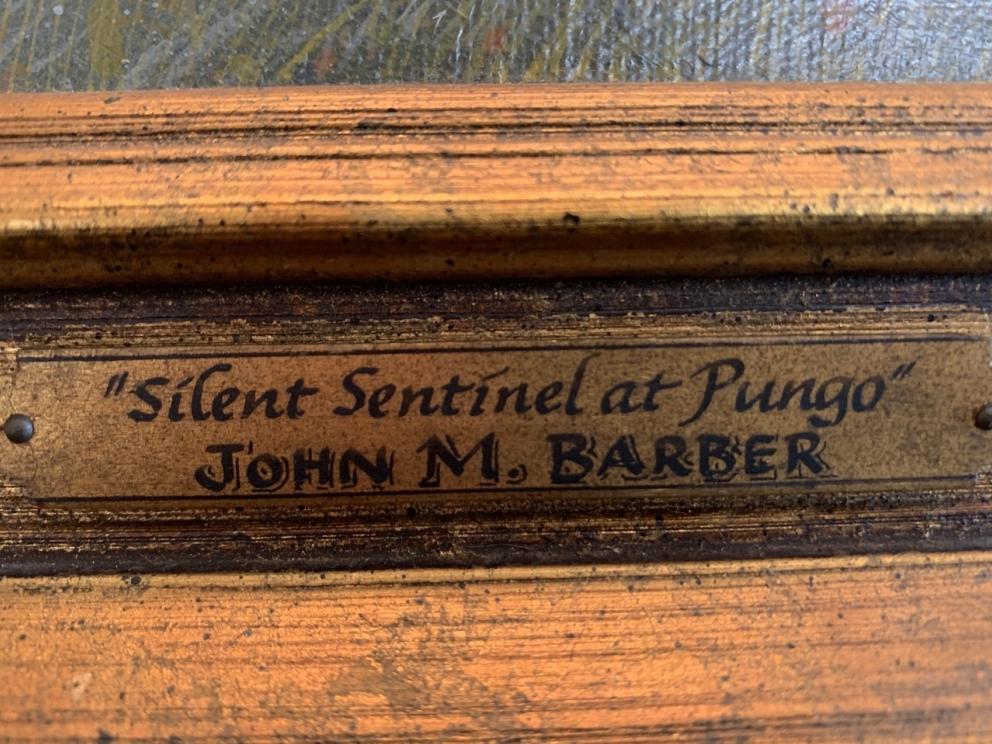 "Silent Sentinel at Pungo"
JOHN M. BARBER